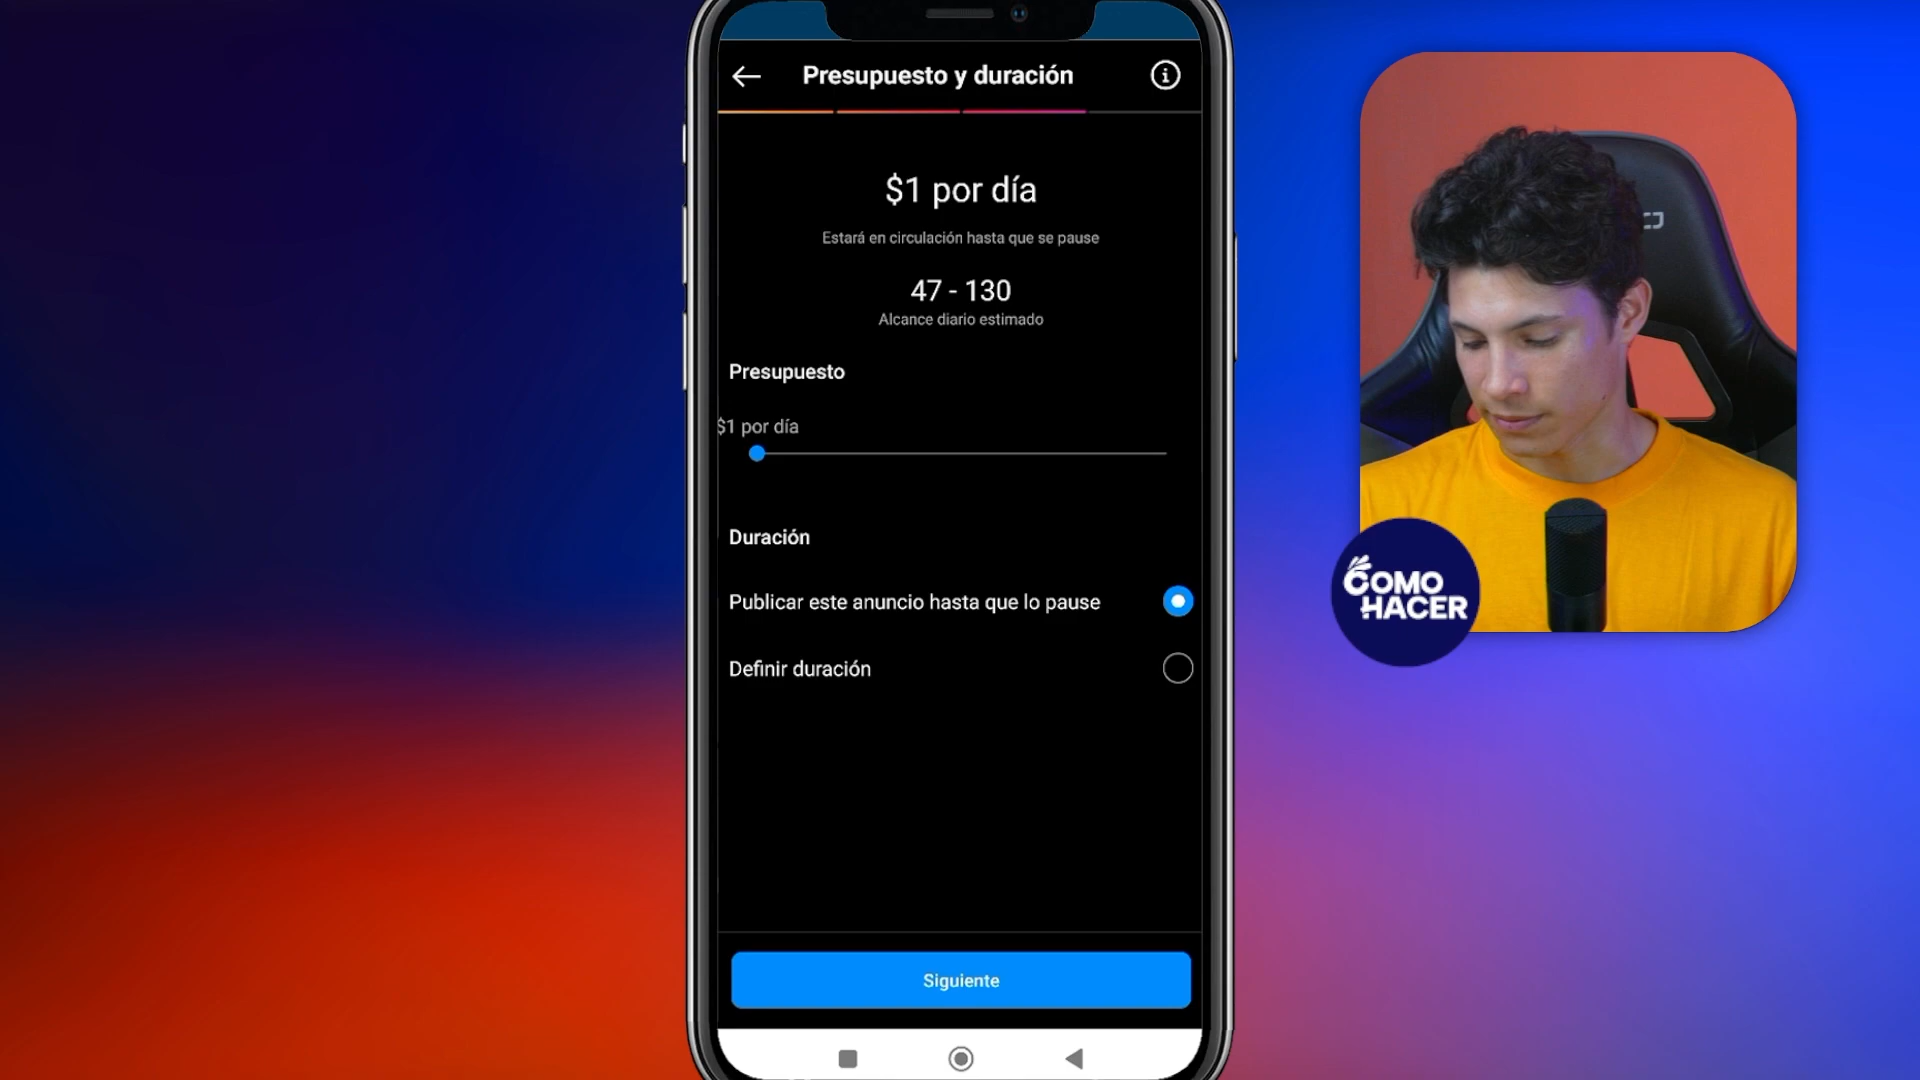 Presupuesto y duración
$1 por día
Estará en circulación hasta que se pause
47 - 130
Alcance diario estimado
Presupuesto
$1 por día
Duración
Publicar este anuncio hasta que lo pause
Definir duración
Siguiente
COMO
HACER